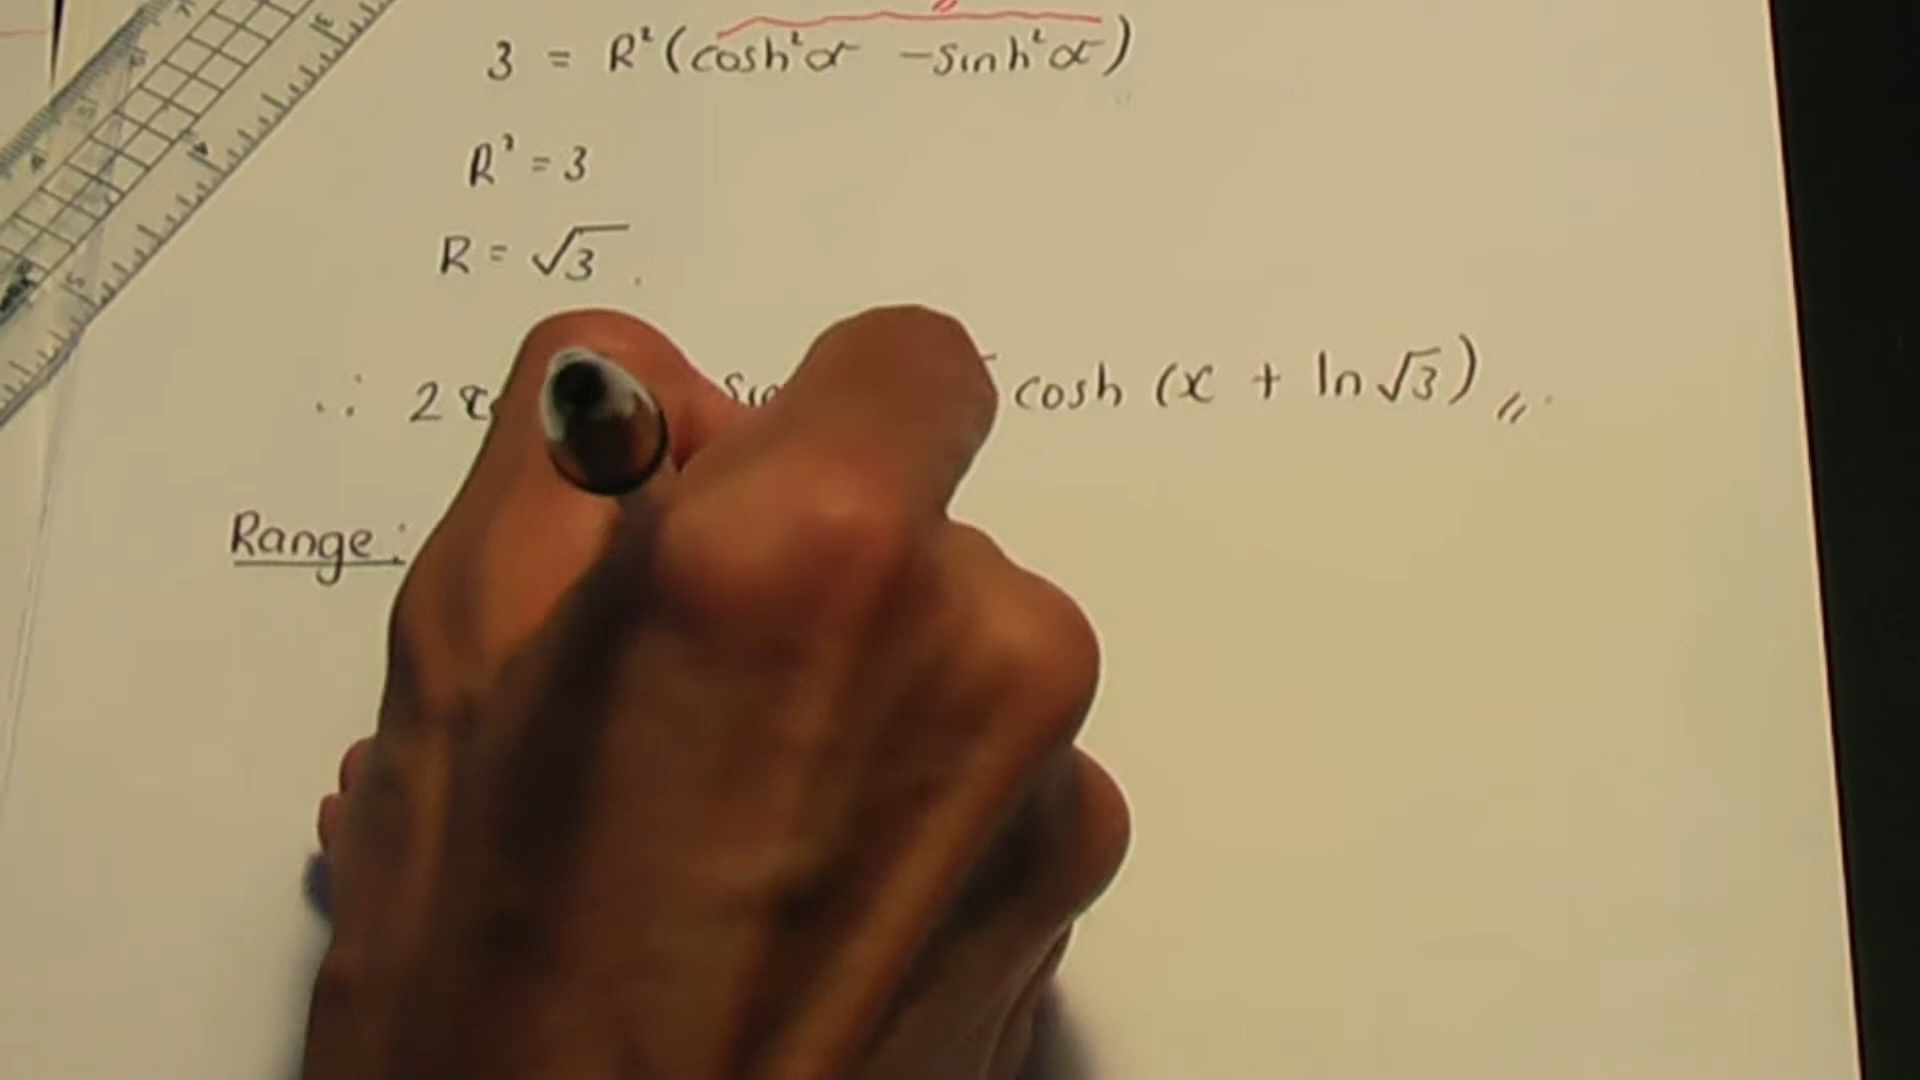 3 = R²(cosh²α - sinh²α)
R² = 3
R = √3.
∴ 2 cosh (x + ln√3)
Range: